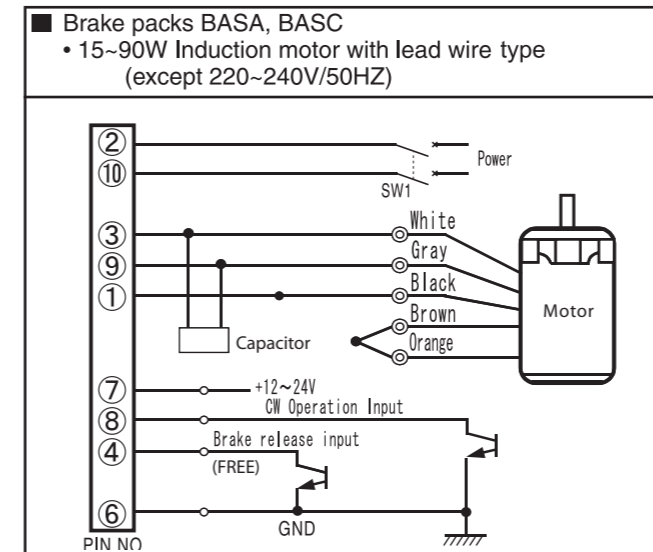 ■ Brake packs BASA, BASC
• 15~90W Induction motor with lead wire type
(except 220~240V/50HZ)
②
Power
⑩
SW1
③
White
Gray
⑨
Black
①
Brown
Motor
Capacitor
Orange
⑦
+12~24V
CW Operation Input
⑧
Brake release input
④
(FREE)
⑥
GND
PIN NO